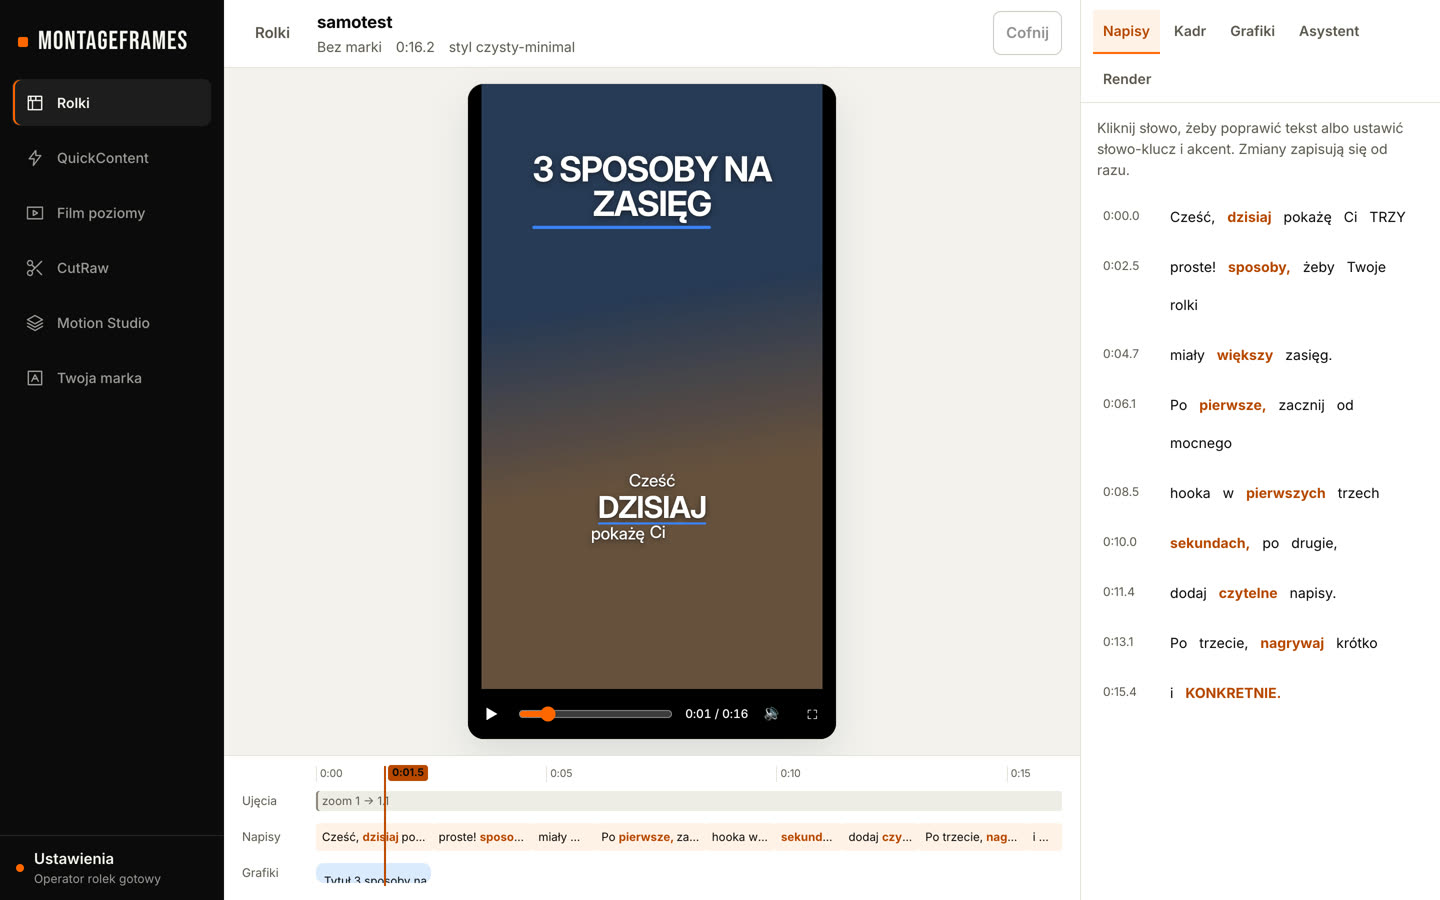 MONTAGEFRAMES
Rolki
QuickContent
Film poziomy
CutRaw
Motion Studio
Twoja marka
Ustawienia
Operator rolek gotowy
Rolki
samotest
Bez marki 0:16.2 styl czysty-minimal
Cofnij
3 SPOSOBY NA
ZASIĘG
Cześć
DZISIAJ
pokażę Ci
0:01 / 0:16
0:00 0:01.5 0:05 0:10 0:15
Ujęcia zoom 1 → 1.1
Napisy Cześć, dzisiaj po... proste! sposo... miały ... Po pierwsze, za... hooka w... sekund... dodaj czy... Po trzecie, nag... i ...
Grafiki Tytuł 3 sposoby na
Napisy Kadr Grafiki Asystent
Render
Kliknij słowo, żeby poprawić tekst albo ustawić
słowo-klucz i akcent. Zmiany zapisują się od
razu.
0:00.0 Cześć, dzisiaj pokażę Ci TRZY
0:02.5 proste! sposoby, żeby Twoje
rolki
0:04.7 miały większy zasięg.
0:06.1 Po pierwsze, zacznij od
mocnego
0:08.5 hooka w pierwszych trzech
0:10.0 sekundach, po drugie,
0:11.4 dodaj czytelne napisy.
0:13.1 Po trzecie, nagrywaj krótko
0:15.4 i KONKRETNIE.